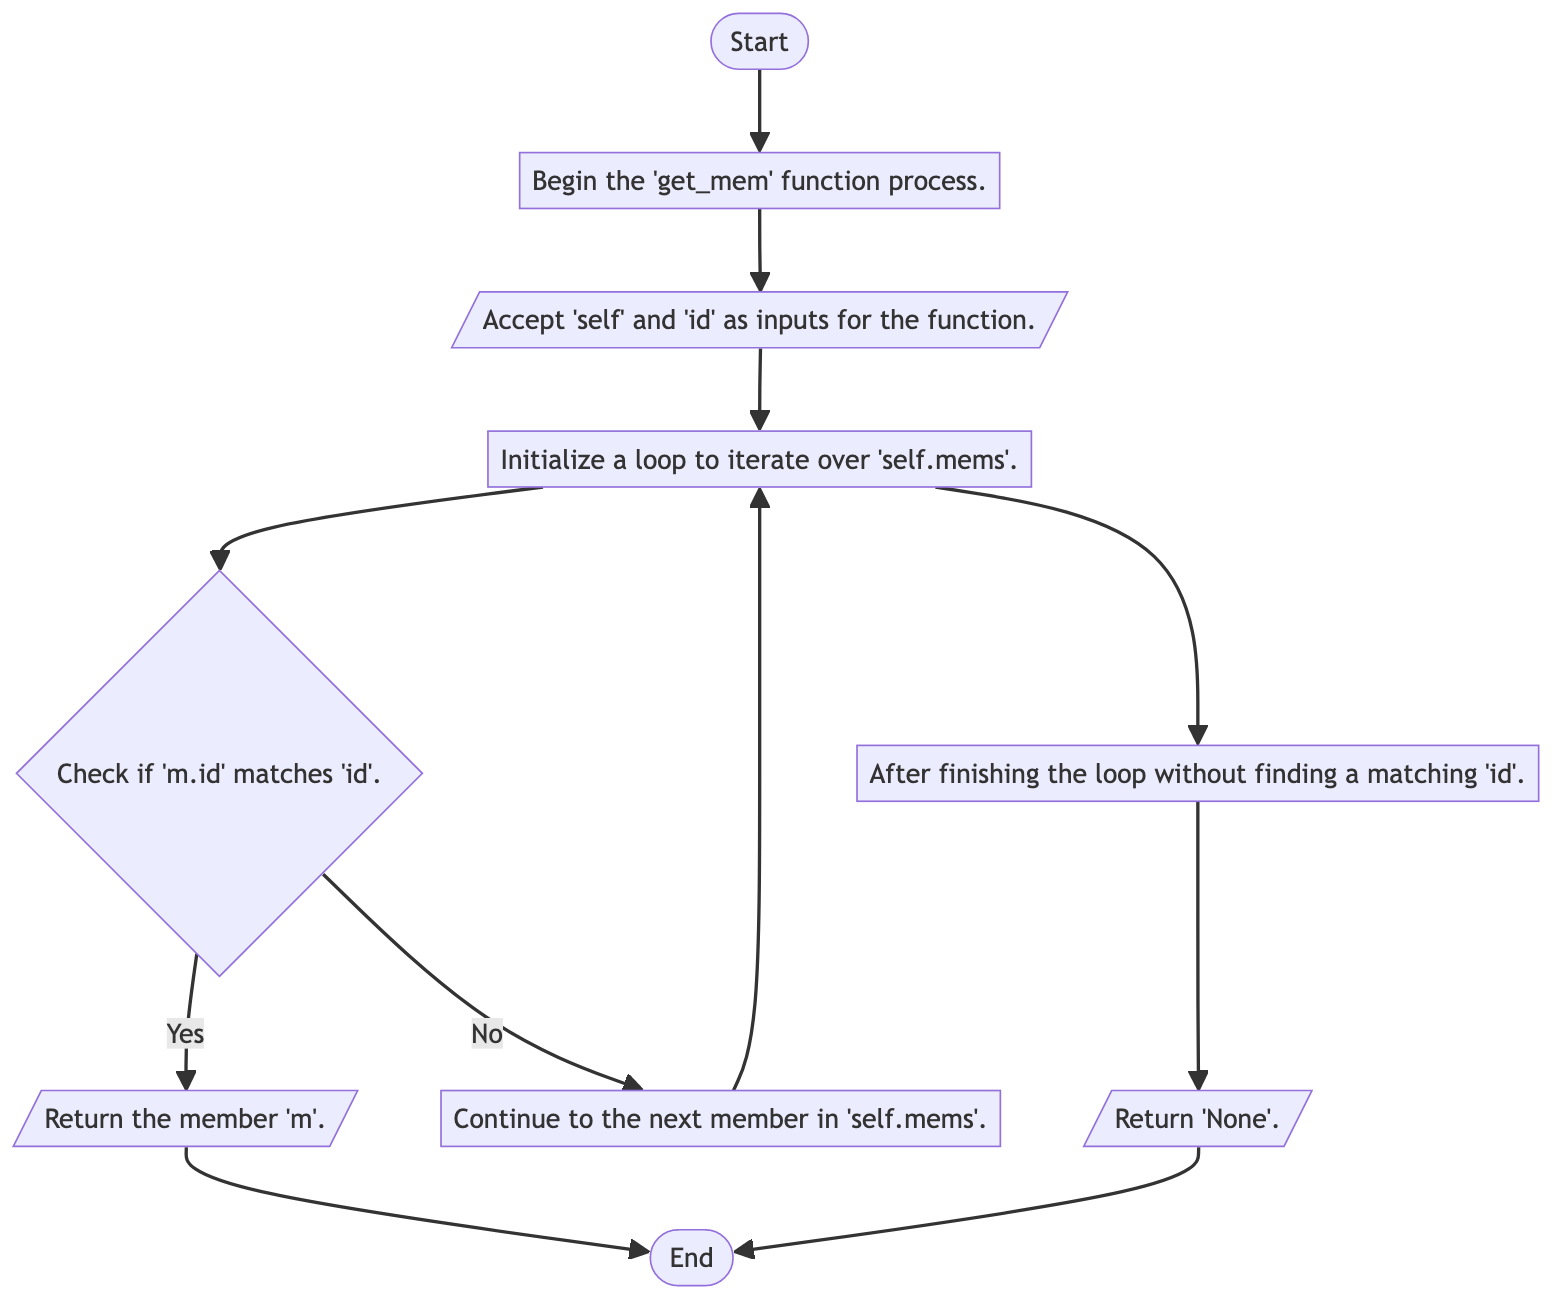 Start
Begin the 'get_mem' function process.
Accept 'self' and 'id' as inputs for the function.
Initialize a loop to iterate over 'self.mems'.
Check if 'm.id' matches 'id'.
After finishing the loop without finding a matching 'id'.
Yes
No
Return the member 'm'.
Continue to the next member in 'self.mems'.
Return 'None'.
End